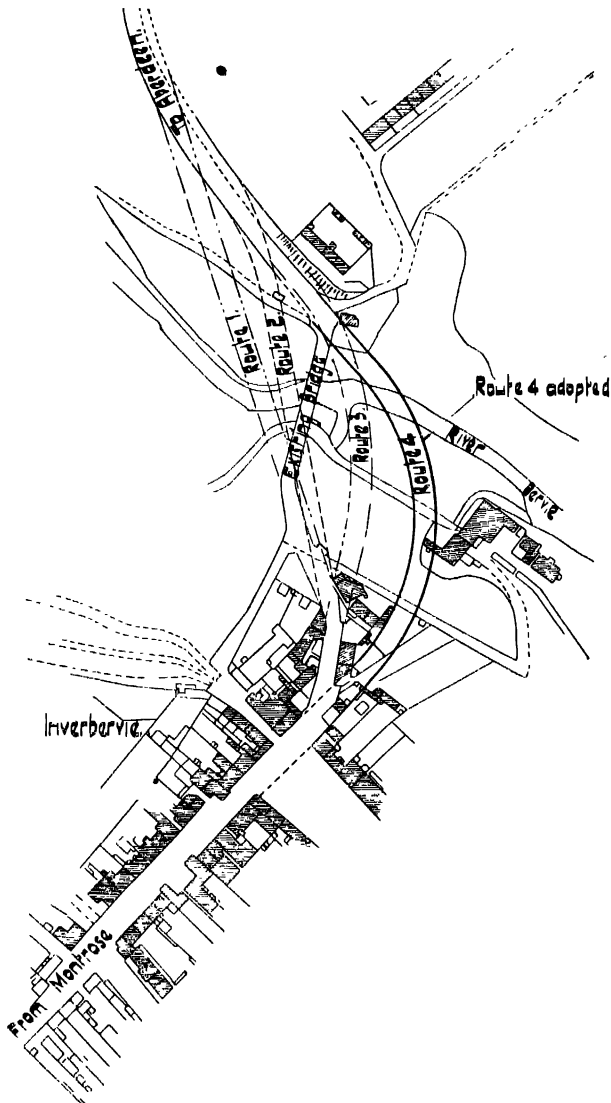 To Aberdeen.
Route 1.
Route 2.
Existing Bridge
Route 3.
Route 4
Route 4 adopted
River
Bervie
Inverbervie.
From Montrose